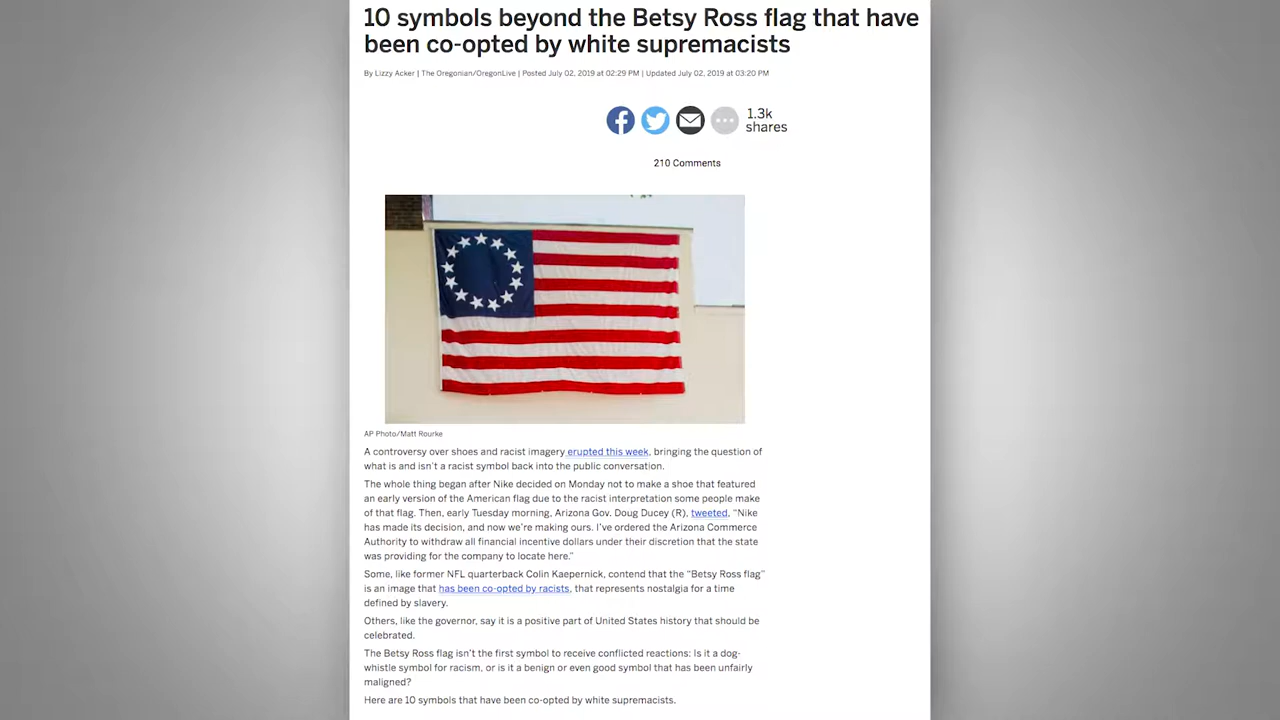 10 symbols beyond the Betsy Ross flag that have
been co-opted by white supremacists
By Lizzy Acker | The Oregonian/OregonLive | Posted July 02, 2019 at 02:29 PM | Updated July 02, 2019 at 03:20 PM
1.3k
shares
210 Comments
AP Photo/Matt Rourke
A controversy over shoes and racist imagery erupted this week, bringing the question of
what is and isn't a racist symbol back into the public conversation.
The whole thing began after Nike decided on Monday not to make a shoe that featured
an early version of the American flag due to the racist interpretation some people make
of that flag. Then, early Tuesday morning, Arizona Gov. Doug Ducey (R), tweeted, “Nike
has made its decision, and now we’re making ours. I’ve ordered the Arizona Commerce
Authority to withdraw all financial incentive dollars under their discretion that the state
was providing for the company to locate here.”
Some, like former NFL quarterback Colin Kaepernick, contend that the “Betsy Ross flag”
is an image that has been co-opted by racists, that represents nostalgia for a time
defined by slavery.
Others, like the governor, say it is a positive part of United States history that should be
celebrated.
The Betsy Ross flag isn’t the first symbol to receive conflicted reactions: Is it a dog-
whistle symbol for racism, or is it a benign or even good symbol that has been unfairly
maligned?
Here are 10 symbols that have been co-opted by white supremacists.